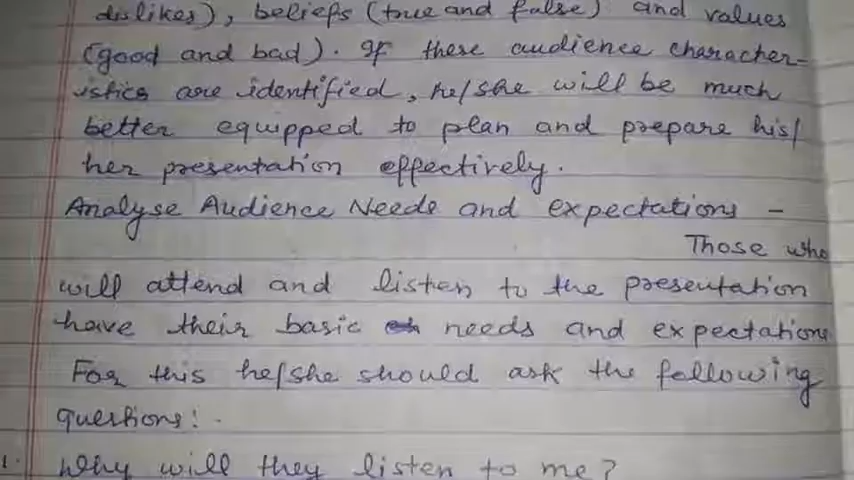 dislikes), beliefs (true and false) and values
(good and bad). If these audience character-
istics are identified, he/she will be much
better equipped to plan and prepare his/
her presentation effectively.
Analyse Audience Needs and expectations -
Those who
will attend and listen to the presentation
have their basic needs and expectations
For this he/she should ask the following
questions:-
1. Why will they listen to me?